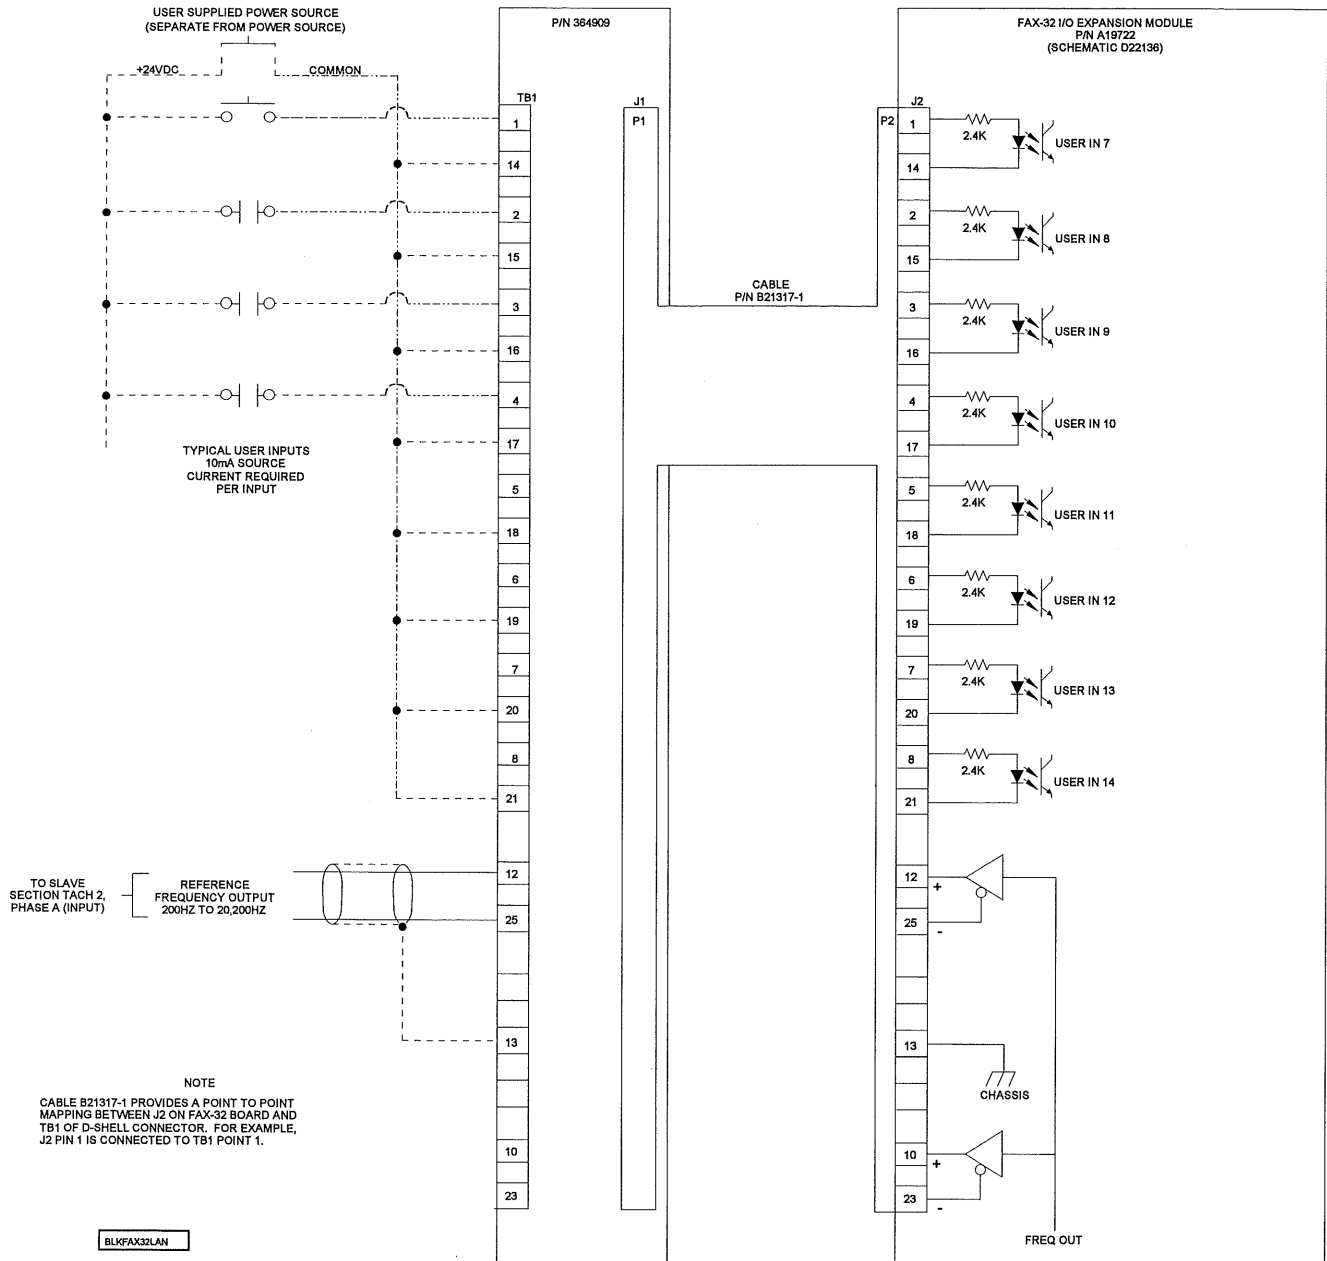 USER SUPPLIED POWER SOURCE
(SEPARATE FROM POWER SOURCE)
+24VDC
COMMON
P/N 364909
FAX-32 I/O EXPANSION MODULE
P/N A19722
(SCHEMATIC D22136)
TB1
J1
P1
P2
J2
1
14
2
15
3
16
4
17
5
18
6
19
7
20
8
21
12
25
13
10
23
TYPICAL USER INPUTS
10mA SOURCE
CURRENT REQUIRED
PER INPUT
TO SLAVE
SECTION TACH 2,
PHASE A (INPUT)
REFERENCE
FREQUENCY OUTPUT
200HZ TO 20,200HZ
NOTE
CABLE B21317-1 PROVIDES A POINT TO POINT
MAPPING BETWEEN J2 ON FAX-32 BOARD AND
TB1 OF D-SHELL CONNECTOR. FOR EXAMPLE,
J2 PIN 1 IS CONNECTED TO TB1 POINT 1.
BLKFAX32LAN
CABLE
P/N B21317-1
1
2.4K
USER IN 7
14
2
2.4K
USER IN 8
15
3
2.4K
USER IN 9
16
4
2.4K
USER IN 10
17
5
2.4K
USER IN 11
18
6
2.4K
USER IN 12
19
7
2.4K
USER IN 13
20
8
2.4K
USER IN 14
21
12
+
25
-
13
CHASSIS
10
+
23
-
FREQ OUT